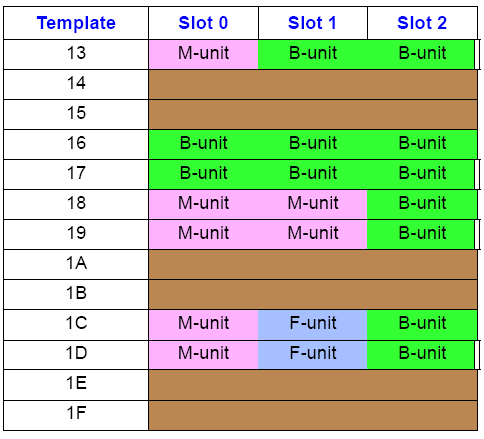 Template Slot 0 Slot 1 Slot 2
13 M-unit B-unit B-unit
14
15
16 B-unit B-unit B-unit
17 B-unit B-unit B-unit
18 M-unit M-unit B-unit
19 M-unit M-unit B-unit
1A
1B
1C M-unit F-unit B-unit
1D M-unit F-unit B-unit
1E
1F